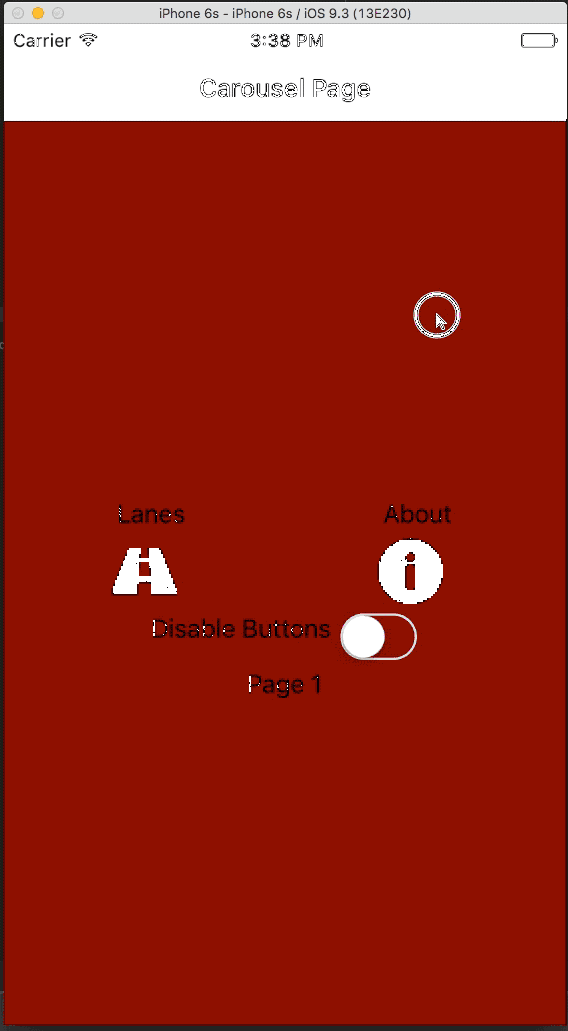 iPhone 6s - iPhone 6s / iOS 9.3 (13E230)
Carrier 3:38 PM
Carousel Page
Lanes About
Disable Buttons
Page 1